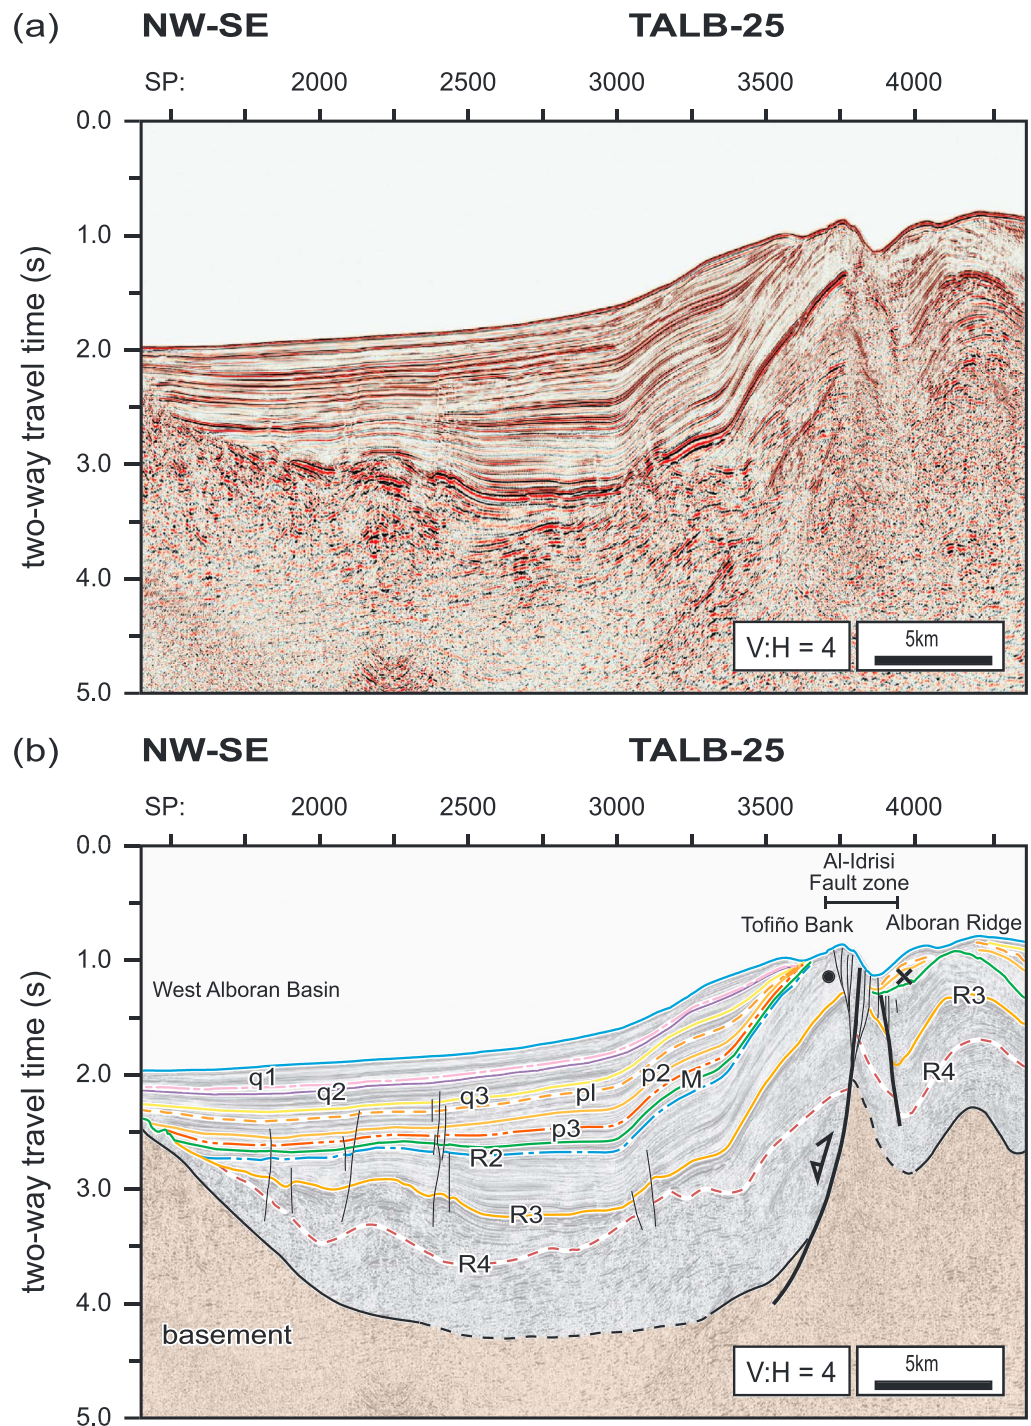 (a) NW-SE TALB-25
SP: 2000 2500 3000 3500 4000
0.0
1.0
2.0
3.0
4.0
5.0
two-way travel time (s)
V:H = 4
5km
(b) NW-SE TALB-25
SP: 2000 2500 3000 3500 4000
0.0
1.0
2.0
3.0
4.0
5.0
two-way travel time (s)
Al-Idrisi
Fault zone
Tofiño Bank
Alboran Ridge
West Alboran Basin
q1
q2
q3
pl
p2
M
p3
R2
R3
R4
R3
R4
basement
V:H = 4
5km